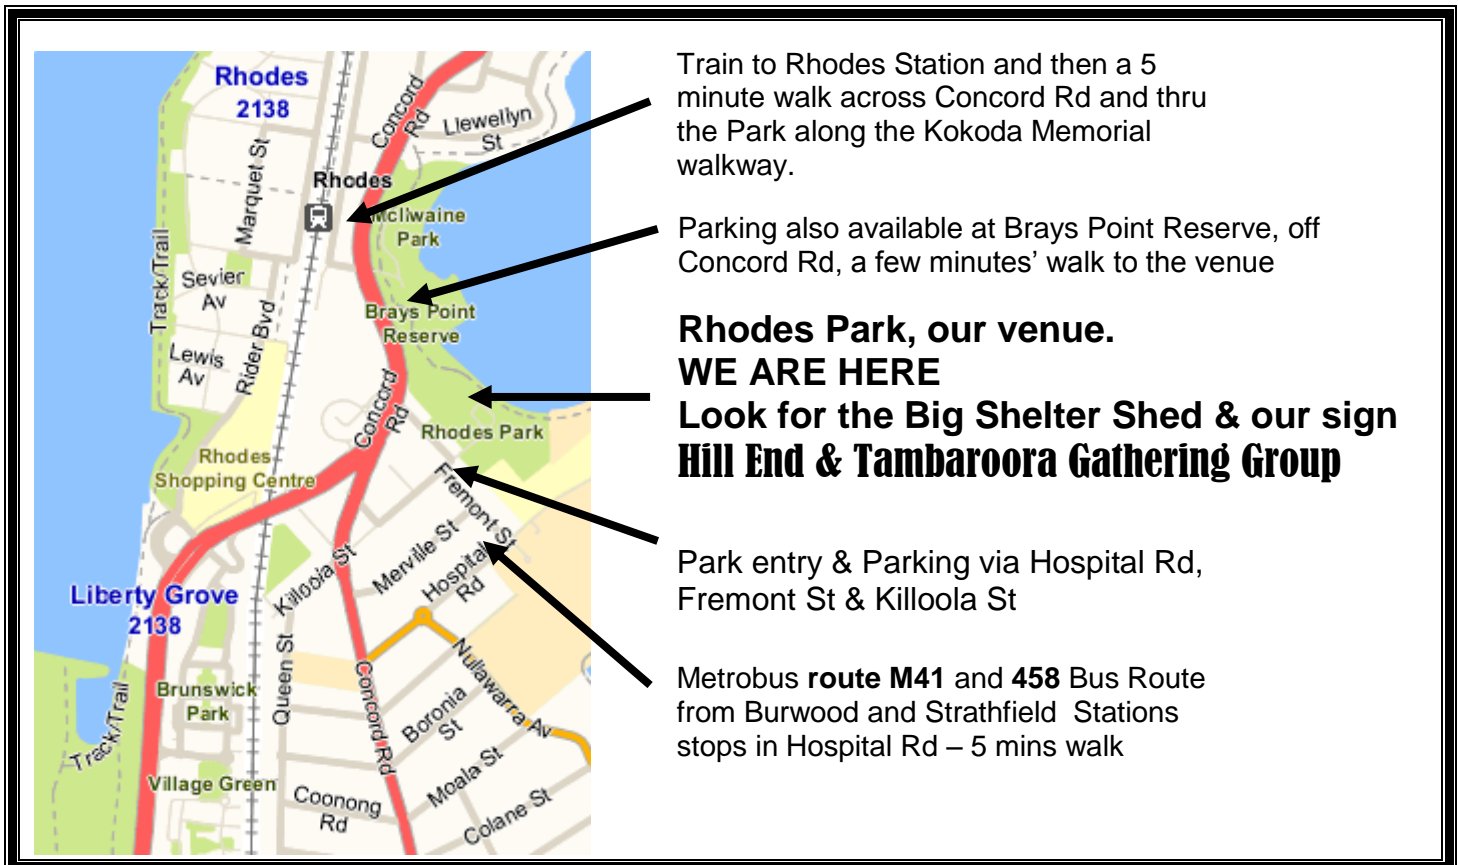 Rhodes
2138
Concord
Rd
Llewellyn
St
Marquet St
Rhodes
McIlwaine
Park
Track/Trail
Sevier
Av
Rider Bvd
Brays Point
Reserve
Lewis
Av
Concord
Rd
Rhodes Park
Rhodes
Shopping Centre
Fremont St
Merville St
Hospital
Rd
Killoola St
Liberty Grove
2138
Queen St
Nullawarra Av
Concord Rd
Brunswick
Park
Boronia
St
Track/Trail
Moala St
Village Green
Coonong
Rd
Colane St
Train to Rhodes Station and then a 5
minute walk across Concord Rd and thru
the Park along the Kokoda Memorial
walkway.
Parking also available at Brays Point Reserve, off
Concord Rd, a few minutes’ walk to the venue
Rhodes Park, our venue.
WE ARE HERE
Look for the Big Shelter Shed & our sign
Hill End & Tambaroora Gathering Group
Park entry & Parking via Hospital Rd,
Fremont St & Killoola St
Metrobus route M41 and 458 Bus Route
from Burwood and Strathfield Stations
stops in Hospital Rd – 5 mins walk